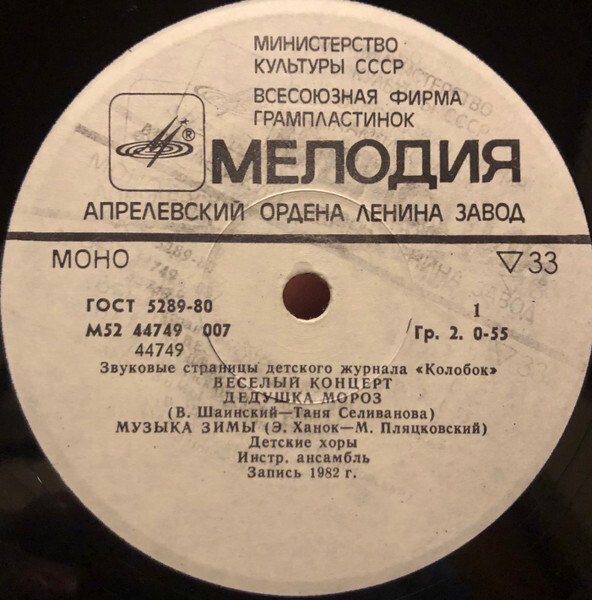 МИНИСТЕРСТВО
КУЛЬТУРЫ СССР
ВСЕСОЮЗНАЯ ФИРМА
ГРАМПЛАСТИНОК
®
МЕЛОДИЯ
АПРЕЛЕВСКИЙ ОРДЕНА ЛЕНИНА ЗАВОД
МОНО ▽33
ГОСТ 5289-80 1
М52 44749 007 Гр. 2. 0-55
44749
Звуковые страницы детского журнала «Колобок»
ВЕСЕЛЫЙ КОНЦЕРТ
ДЕДУШКА МОРОЗ
(В. Шаинский—Таня Селиванова)
МУЗЫКА ЗИМЫ (Э. Ханок—М. Пляцковский)
Детские хоры
Инстр. ансамбль
Запись 1982 г.